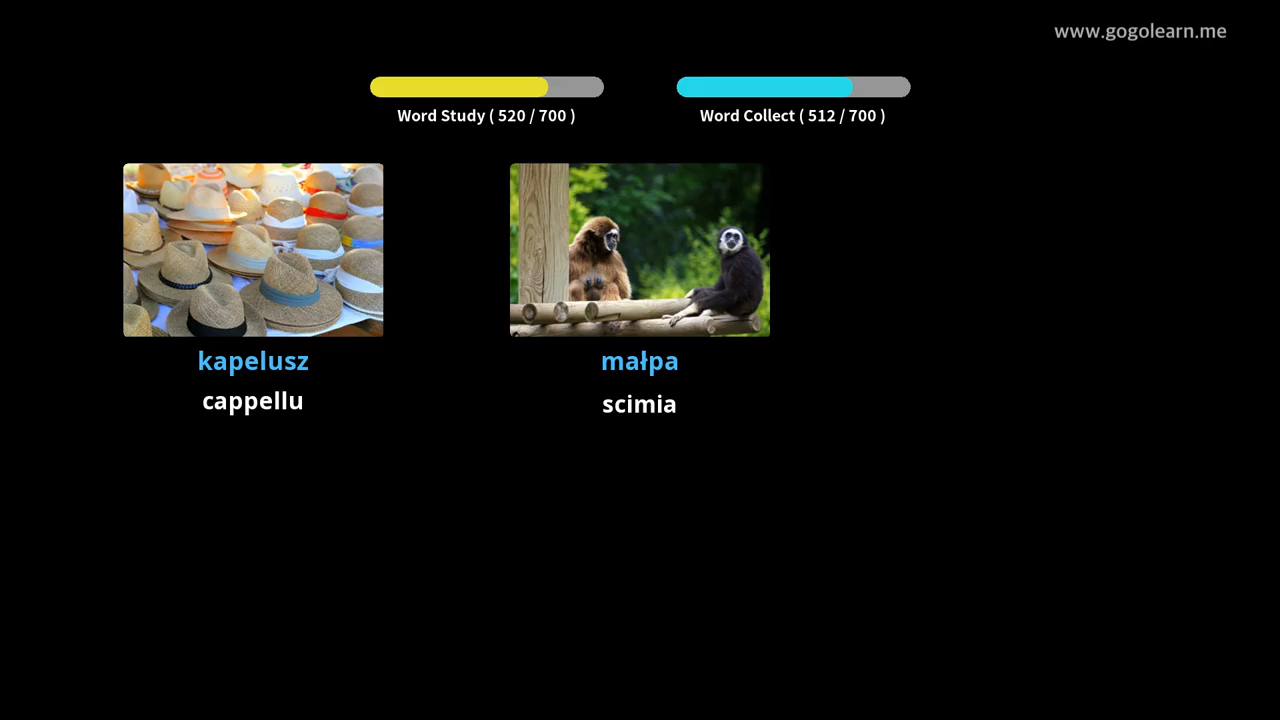 www.gogolearn.me
Word Study ( 520 / 700 )
Word Collect ( 512 / 700 )
kapelusz
cappellu
małpa
scimia